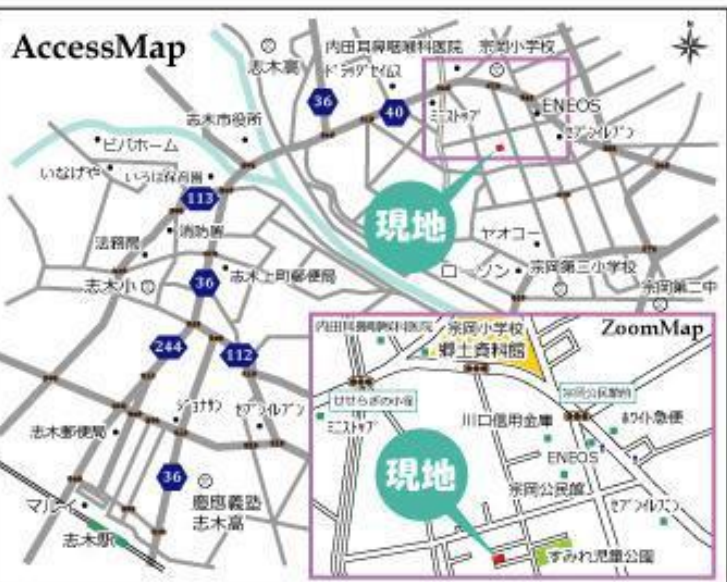 AccessMap
志木高
内田耳鼻咽喉科医院
宗岡小学校
ドラッグセイムス
36
40
ミニストップ
ENEOS
セブンイレブン
志木市役所
ビバホーム
いなげや
いろは保育園
113
現地
消防署
法務局
ヤオコー
ローソン
宗岡第三小学校
宗岡第二中
志木小
36
志木上町郵便局
244
112
ジョナサン
セブンイレブン
志木郵便局
36
慶應義塾
志木高
マルイ
志木駅
ZoomMap
内田耳鼻咽喉科医院
宗岡小学校
郷土資料館
せせらぎの小径
ミニストップ
宗岡公民館前
川口信用金庫
ホワイト急便
ENEOS
宗岡公民館
現地
セブンイレブン
すみれ児童公園